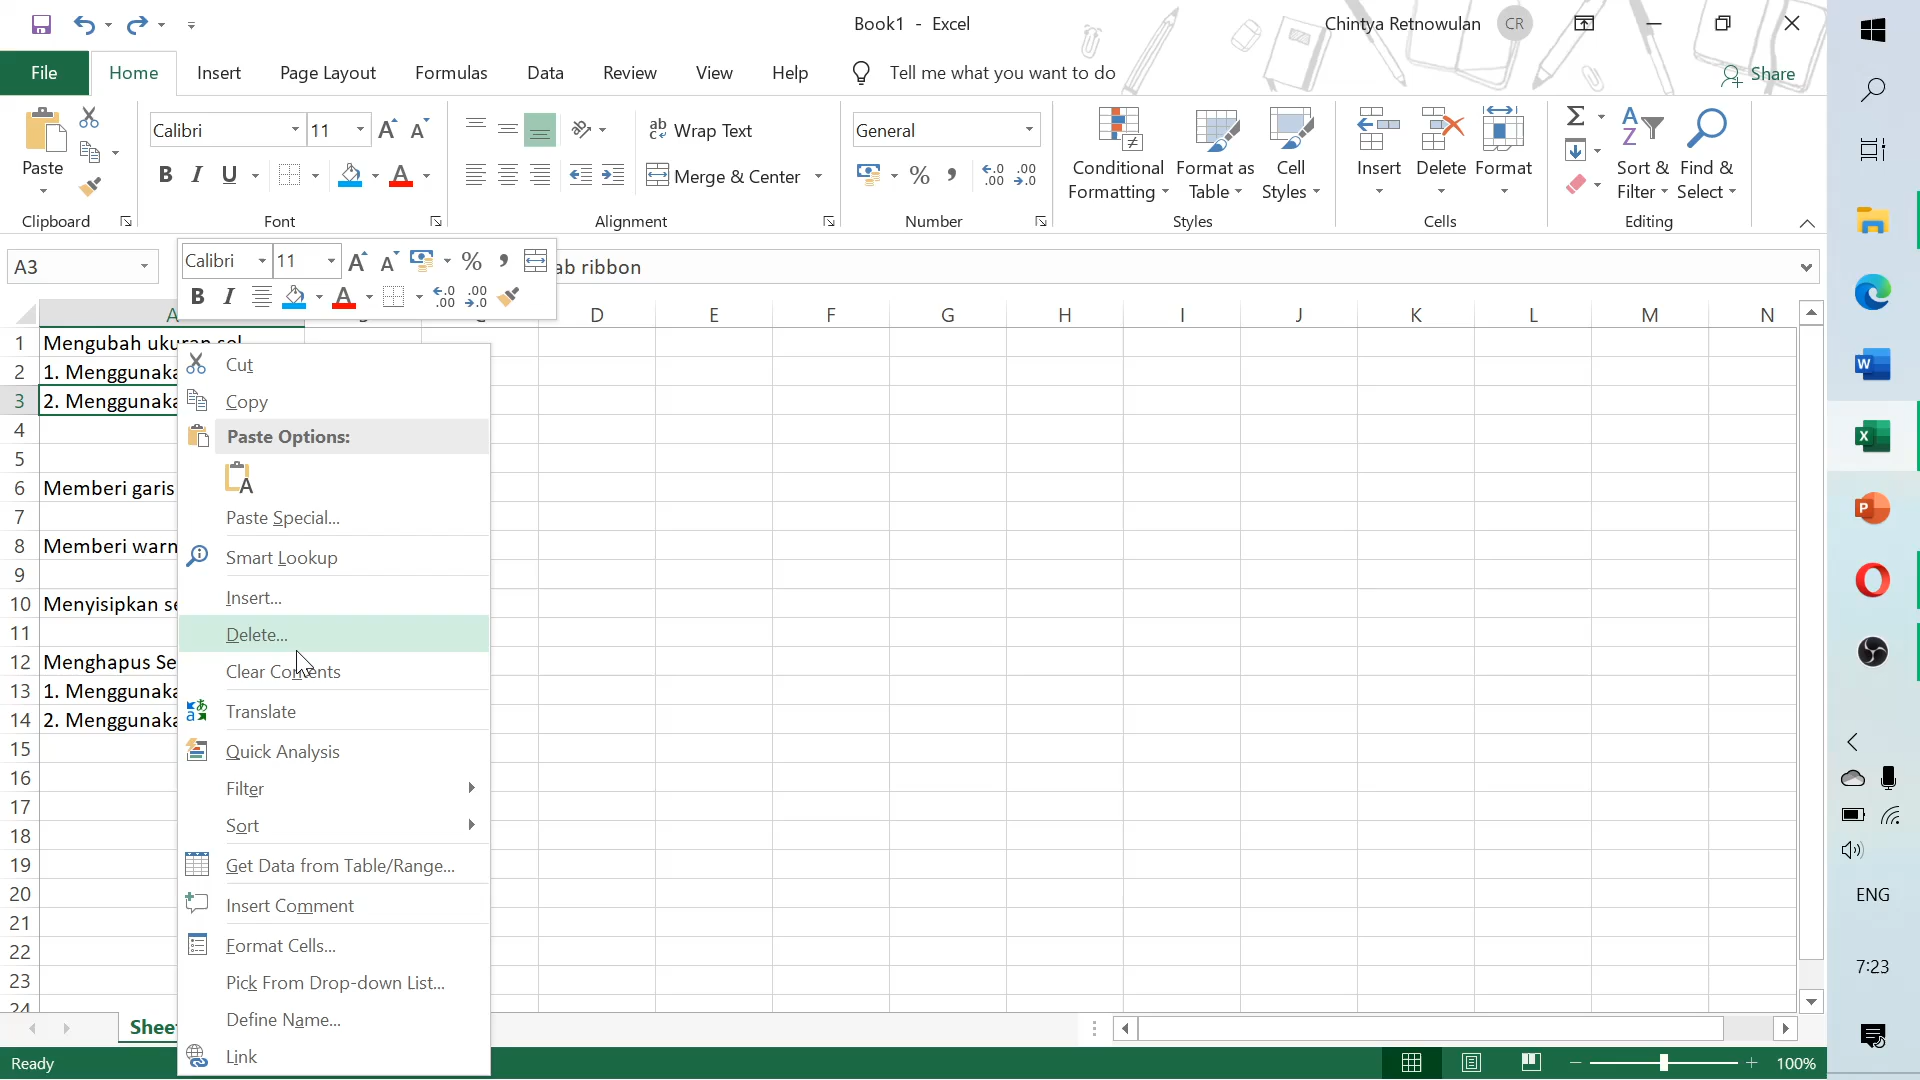 Book1 - Excel
Chintya Retnowulan
CR
File
Home
Insert
Page Layout
Formulas
Data
Review
View
Help
Tell me what you want to do
Share
Paste
Calibri
11
Wrap Text
Merge & Center
General
Conditional
Formatting
Format as
Table
Cell
Styles
Insert
Delete
Format
Sort &
Filter
Find &
Select
Clipboard
Font
Alignment
Number
Styles
Cells
Editing
A3
ab ribbon
Calibri
11
A
D
E
F
G
H
I
J
K
L
M
N
1 Mengubah ukuran sel
2 1. Menggunaka
3 2. Menggunaka
4
5
6 Memberi garis
7
8 Memberi warn
9
10 Menyisipkan se
11
12 Menghapus Se
13 1. Menggunaka
14 2. Menggunaka
15
16
17
18
19
20
21
22
23
24
Cut
Copy
Paste Options:
Paste Special...
Smart Lookup
Insert...
Delete...
Clear Contents
Translate
Quick Analysis
Filter
Sort
Get Data from Table/Range...
Insert Comment
Format Cells...
Pick From Drop-down List...
Define Name...
Link
Sheet
Ready
100%
ENG
7:23